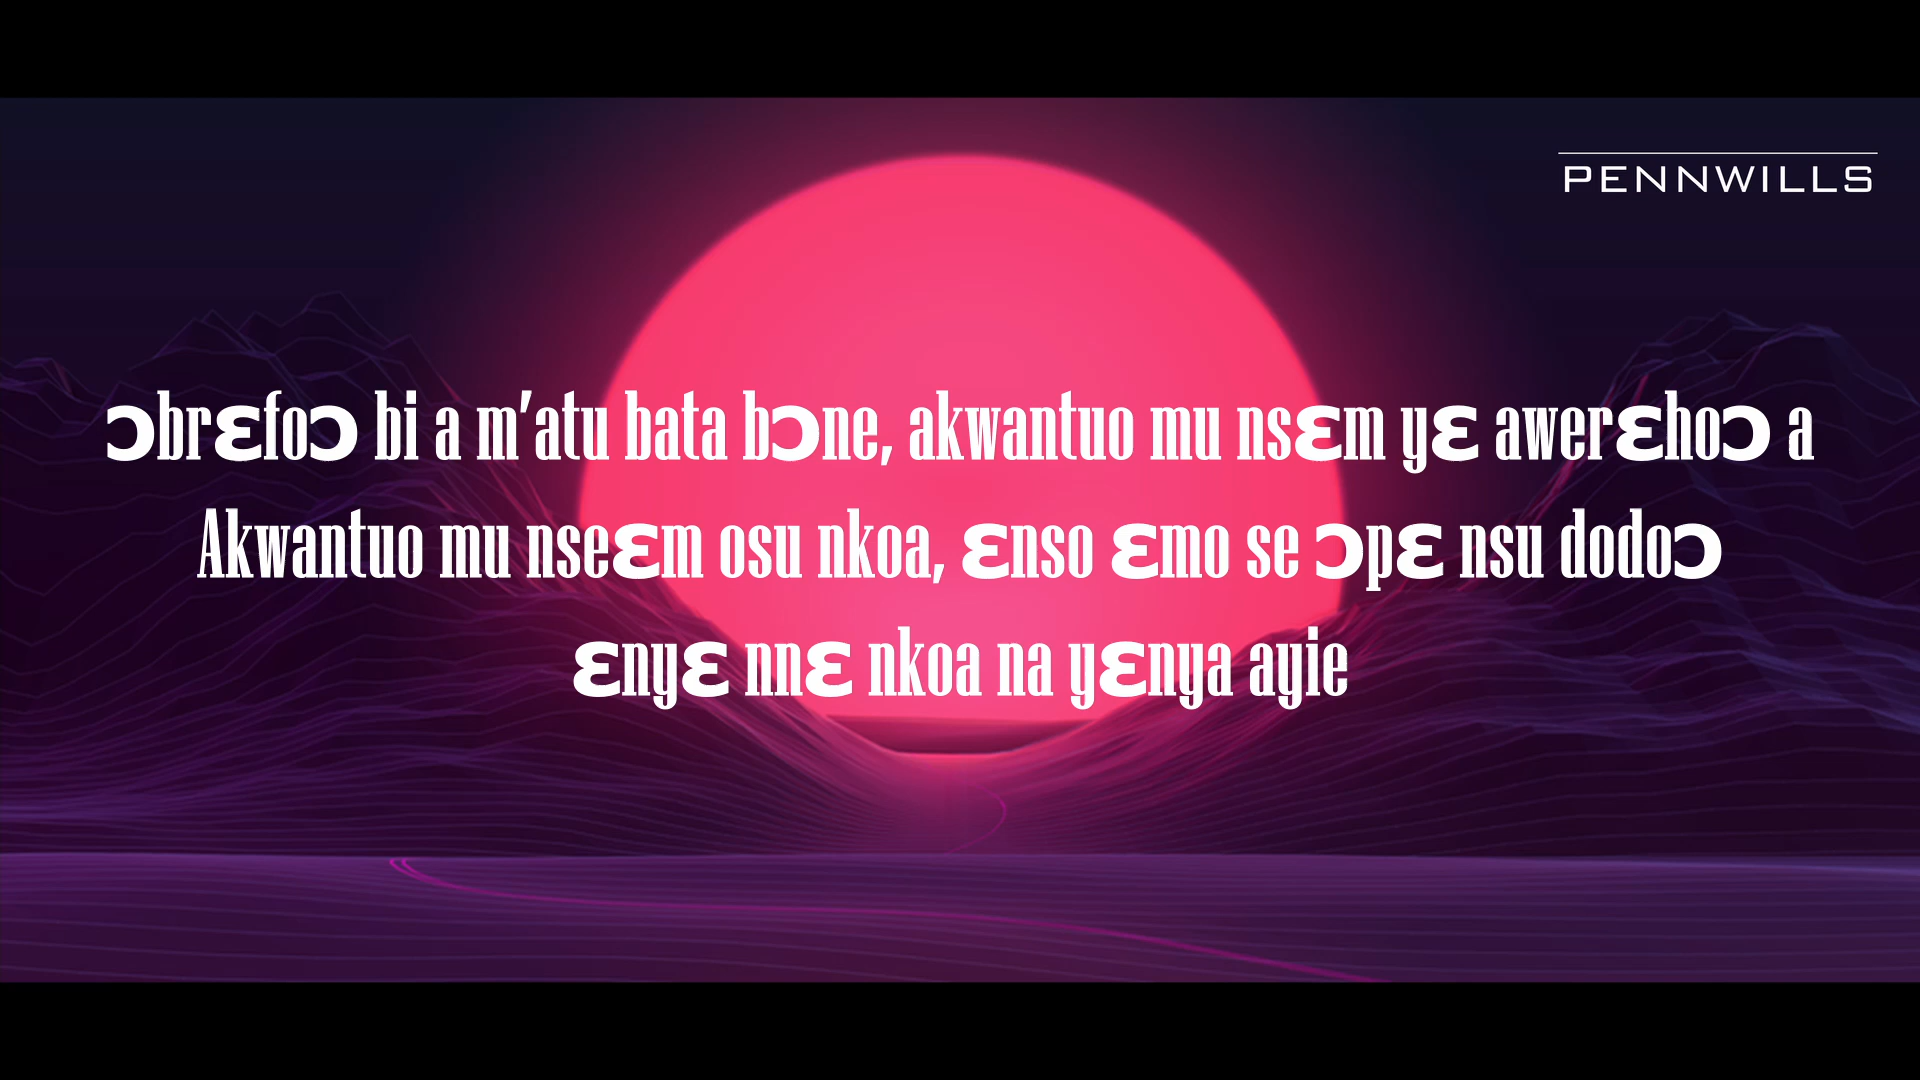 PENNWILLS
ɔbrɛfoɔ bi a m'atu bata bɔne, akwantuo mu nsɛm yɛ awerɛhoɔ a
Akwantuo mu nseɛm osu nkoa, ɛnso ɛmo se ɔpɛ nsu dodoɔ
ɛnyɛ nnɛ nkoa na yɛnya ayie